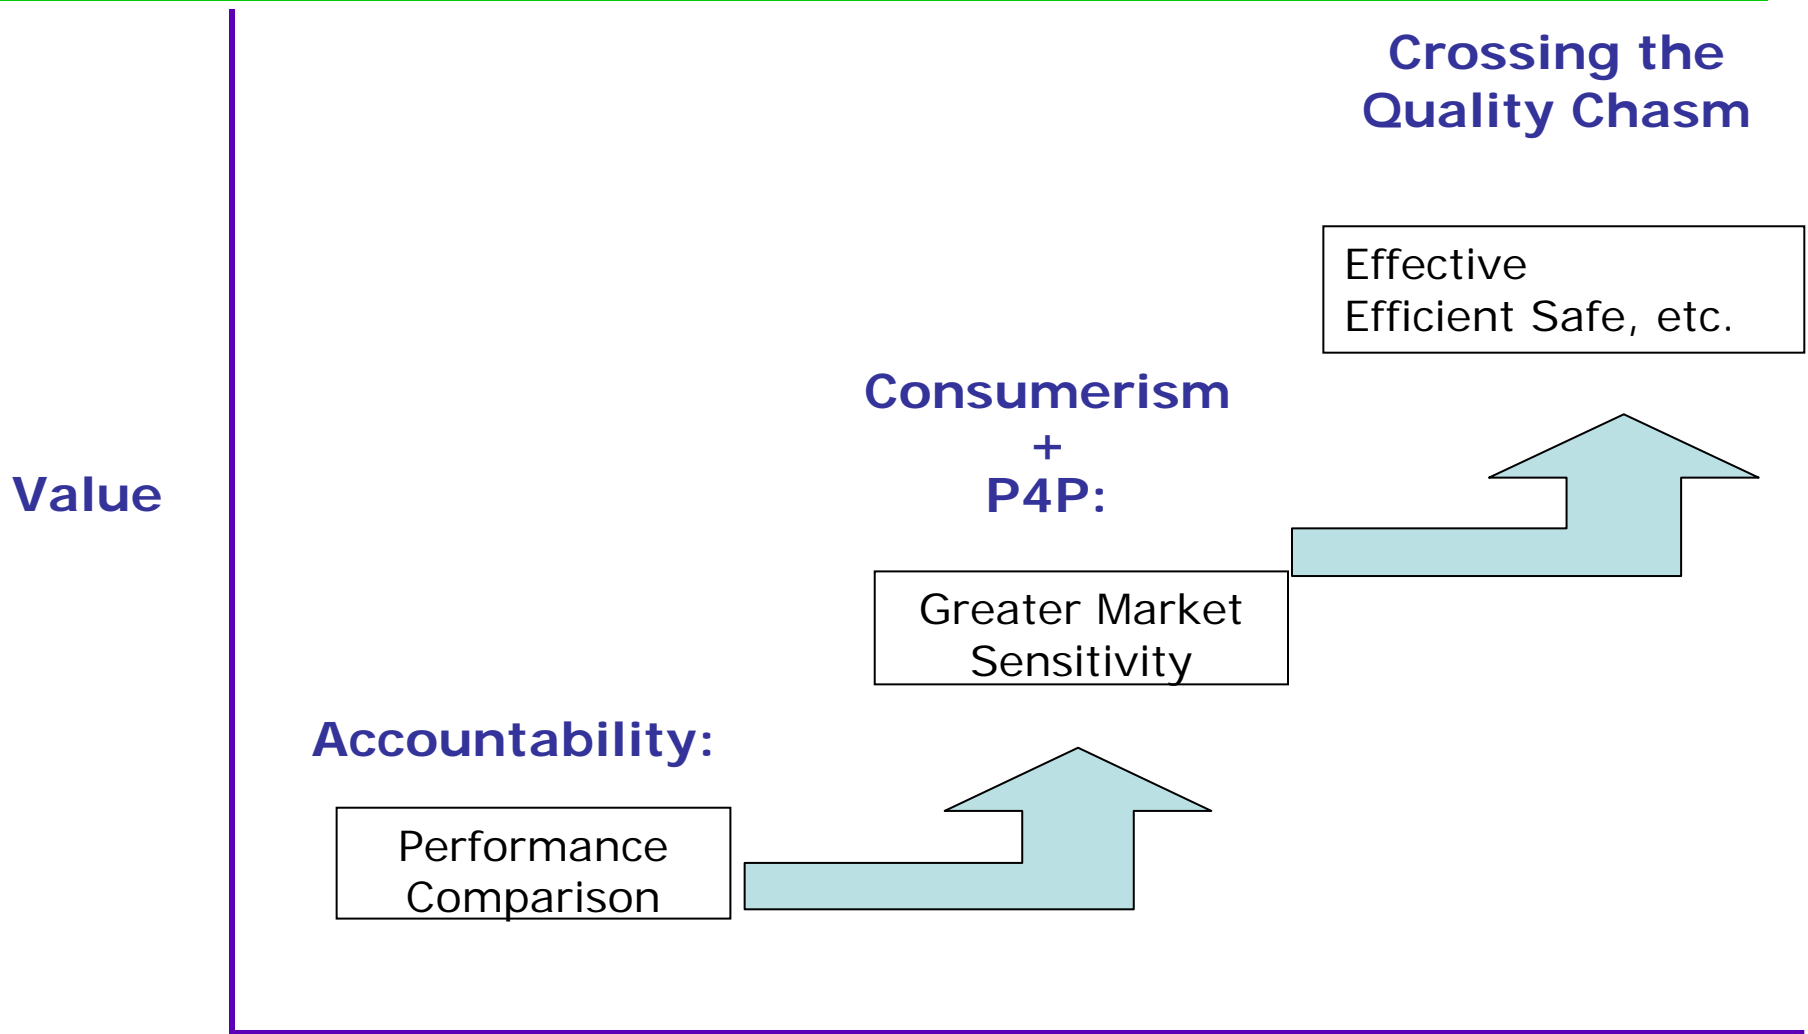 Crossing the
Quality Chasm
Effective
Efficient Safe, etc.
Consumerism
+
P4P:
Value
Greater Market
Sensitivity
Accountability:
Performance
Comparison